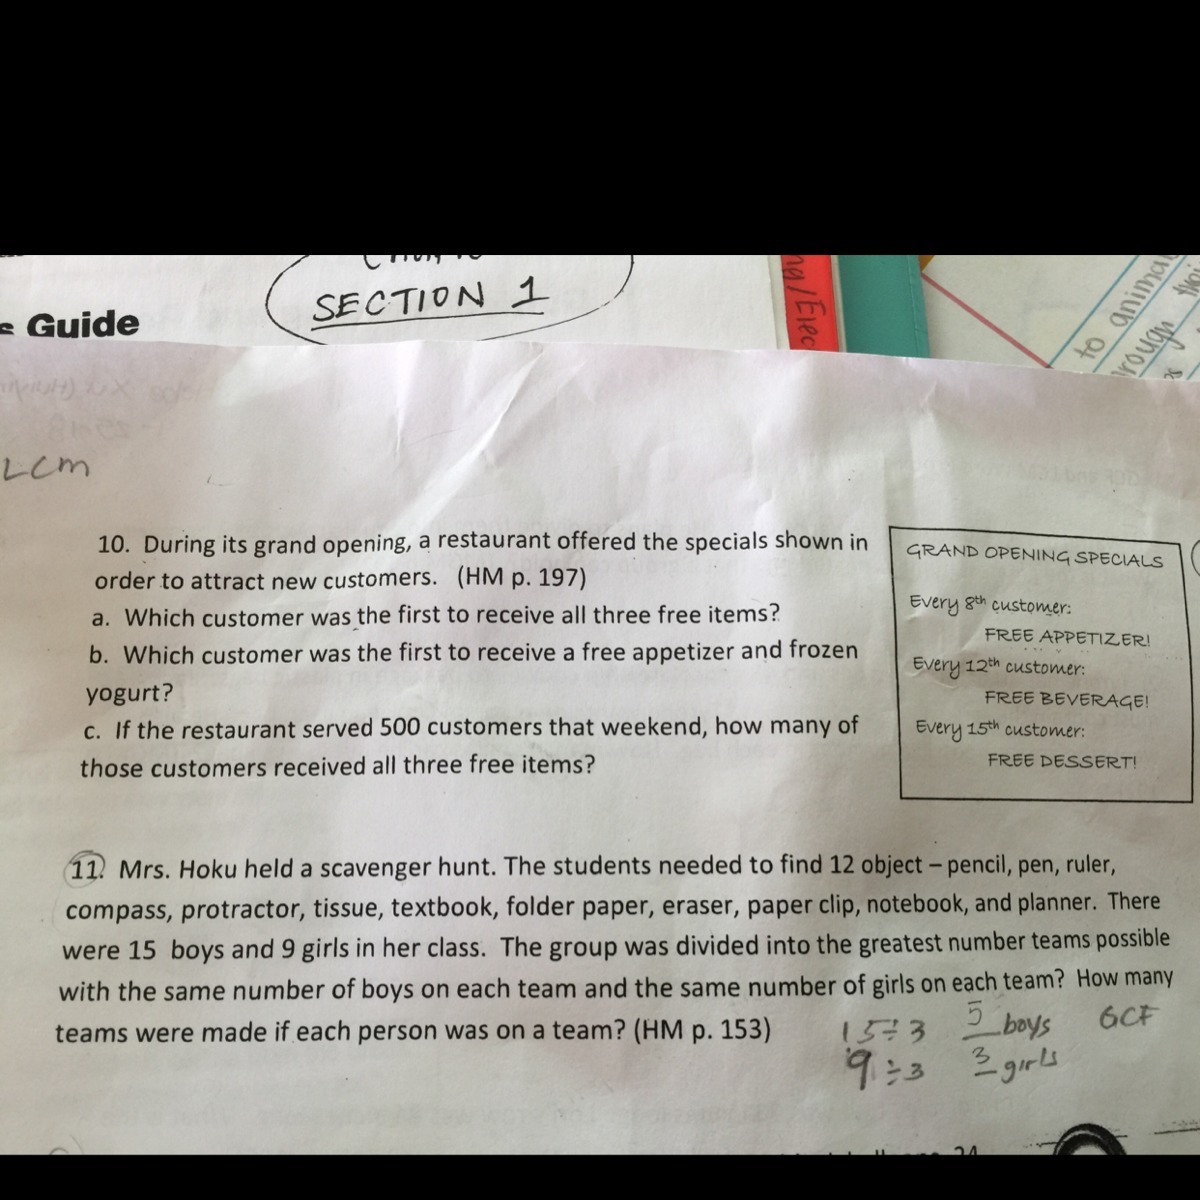 Guide
SECTION 1
ng/Elec
to animal
rough
LCM
10. During its grand opening, a restaurant offered the specials shown in
order to attract new customers. (HM p. 197)
a. Which customer was the first to receive all three free items?
b. Which customer was the first to receive a free appetizer and frozen
yogurt?
c. If the restaurant served 500 customers that weekend, how many of
those customers received all three free items?
GRAND OPENING SPECIALS
Every 8th customer:
FREE APPETIZER!
Every 12th customer:
FREE BEVERAGE!
Every 15th customer:
FREE DESSERT!
11. Mrs. Hoku held a scavenger hunt. The students needed to find 12 object – pencil, pen, ruler,
compass, protractor, tissue, textbook, folder paper, eraser, paper clip, notebook, and planner. There
were 15 boys and 9 girls in her class. The group was divided into the greatest number teams possible
with the same number of boys on each team and the same number of girls on each team? How many
teams were made if each person was on a team? (HM p. 153)
15÷3 5 boys GCF
9÷3 3 girls